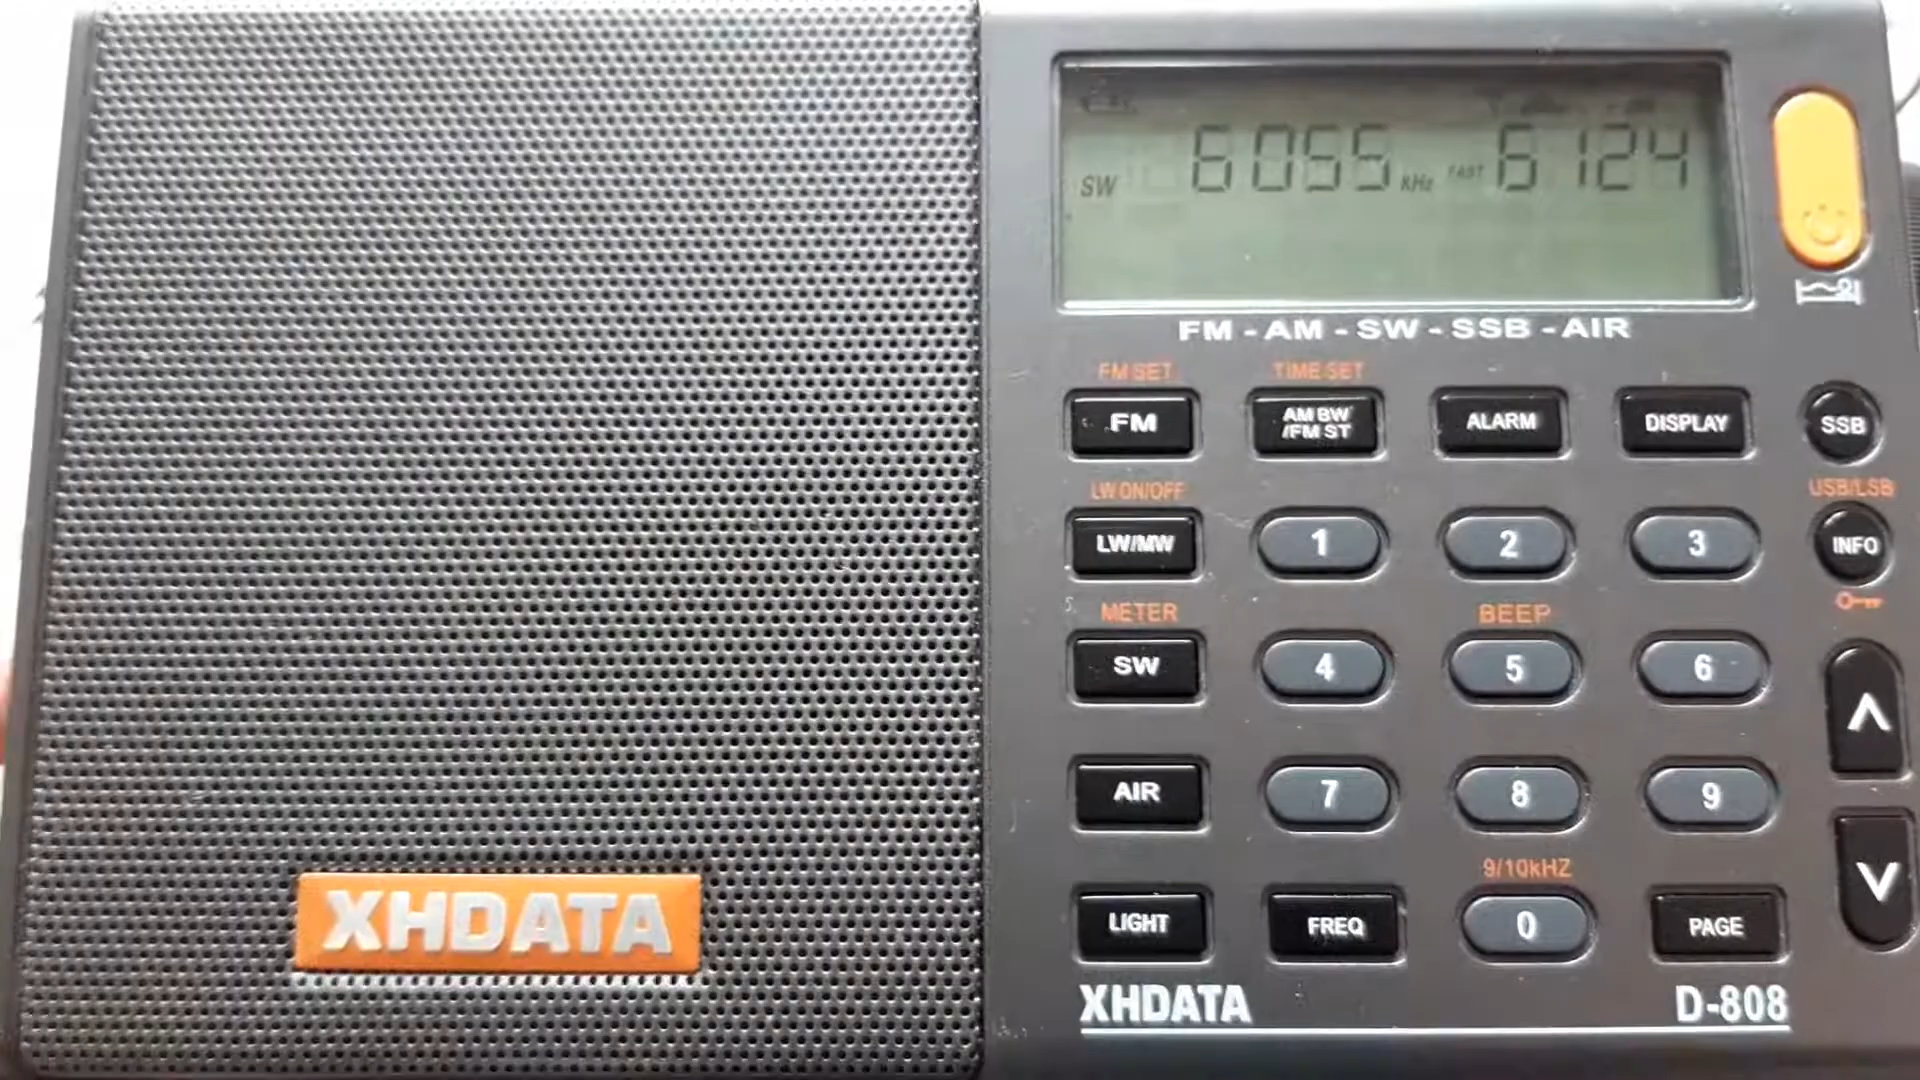 SW 6055 KHz FAST 6124
FM - AM - SW - SSB - AIR
FM SET TIME SET
FM AM BW ALARM DISPLAY SSB
/FM ST
LW ON/OFF USB/LSB
LW/MW 1 2 3 INFO
METER BEEP
SW 4 5 6
AIR 7 8 9
9/10kHZ
LIGHT FREQ 0 PAGE
XHDATA
XHDATA D-808